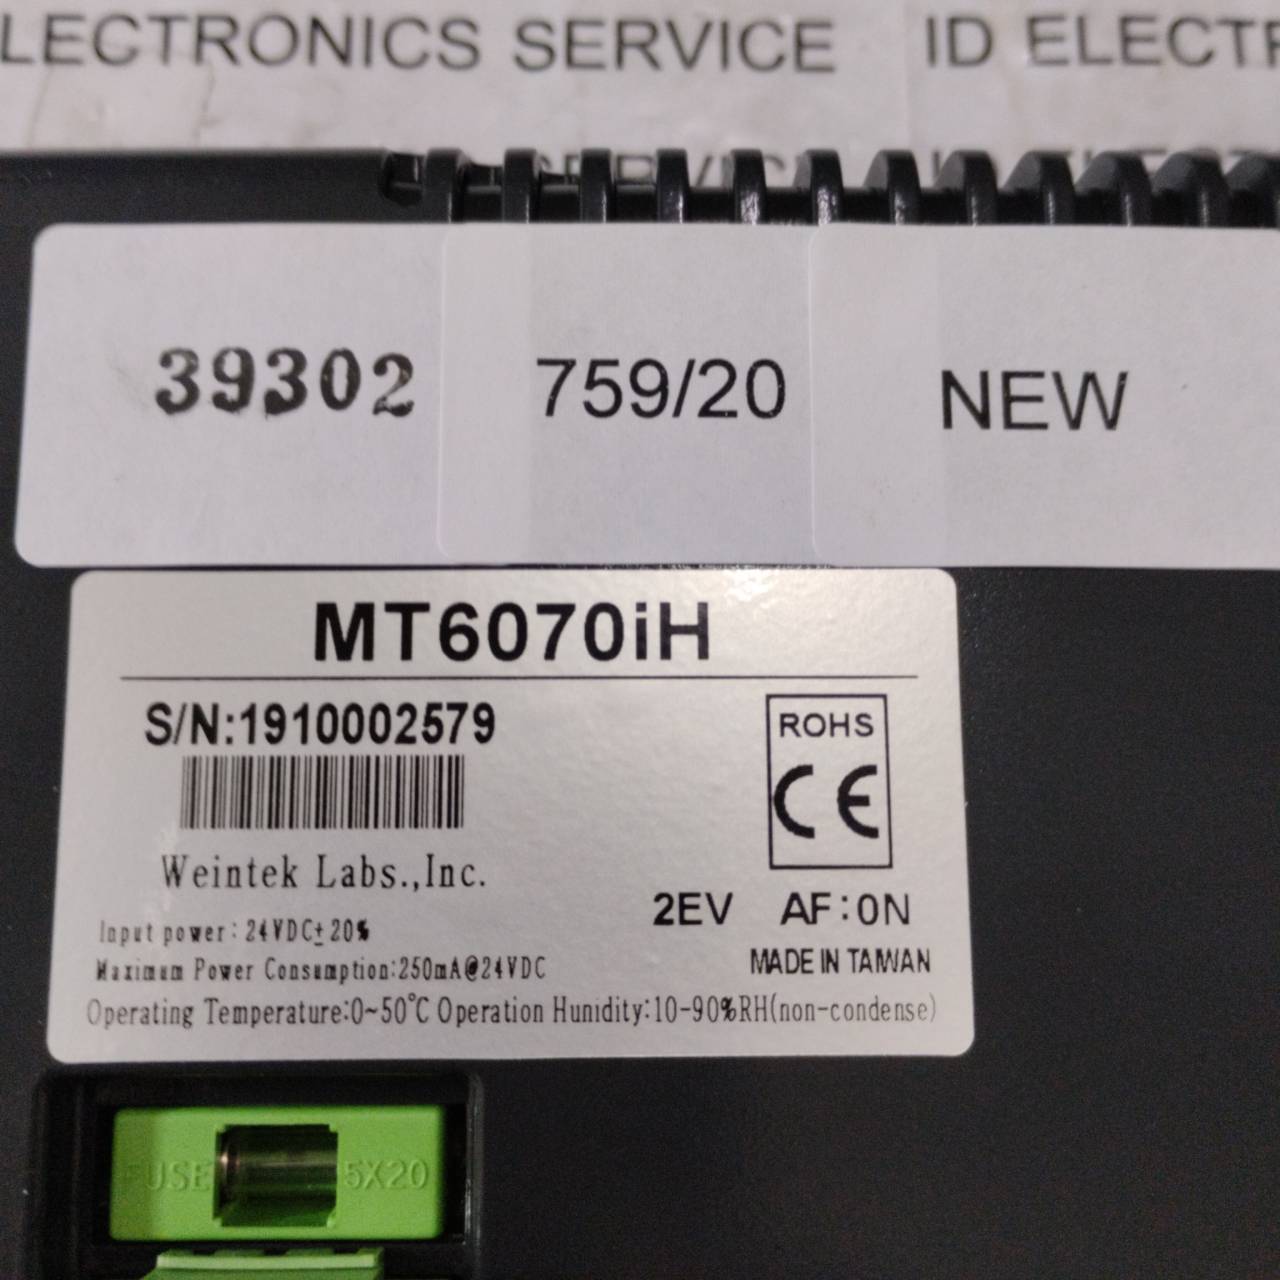 LECTRONICS SERVICE ID ELECTR
39302 759/20 NEW
MT6070iH
S/N:1910002579
ROHS
CE
Weintek Labs.,Inc.
2EV AF:ON
Input power: 24VDC±20%
MADE IN TAIWAN
Maximum Power Consumption:250mA@24VDC
Operating Temperature:0~50°C Operation Hunidity:10-90%RH(non-condense)
FUSE 5X20